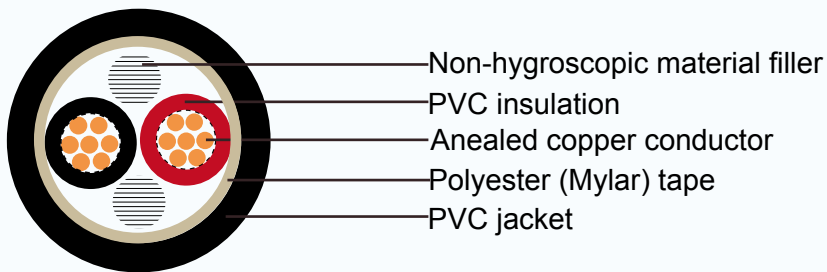 Non-hygroscopic material filler
PVC insulation
Anealed copper conductor
Polyester (Mylar) tape
PVC jacket